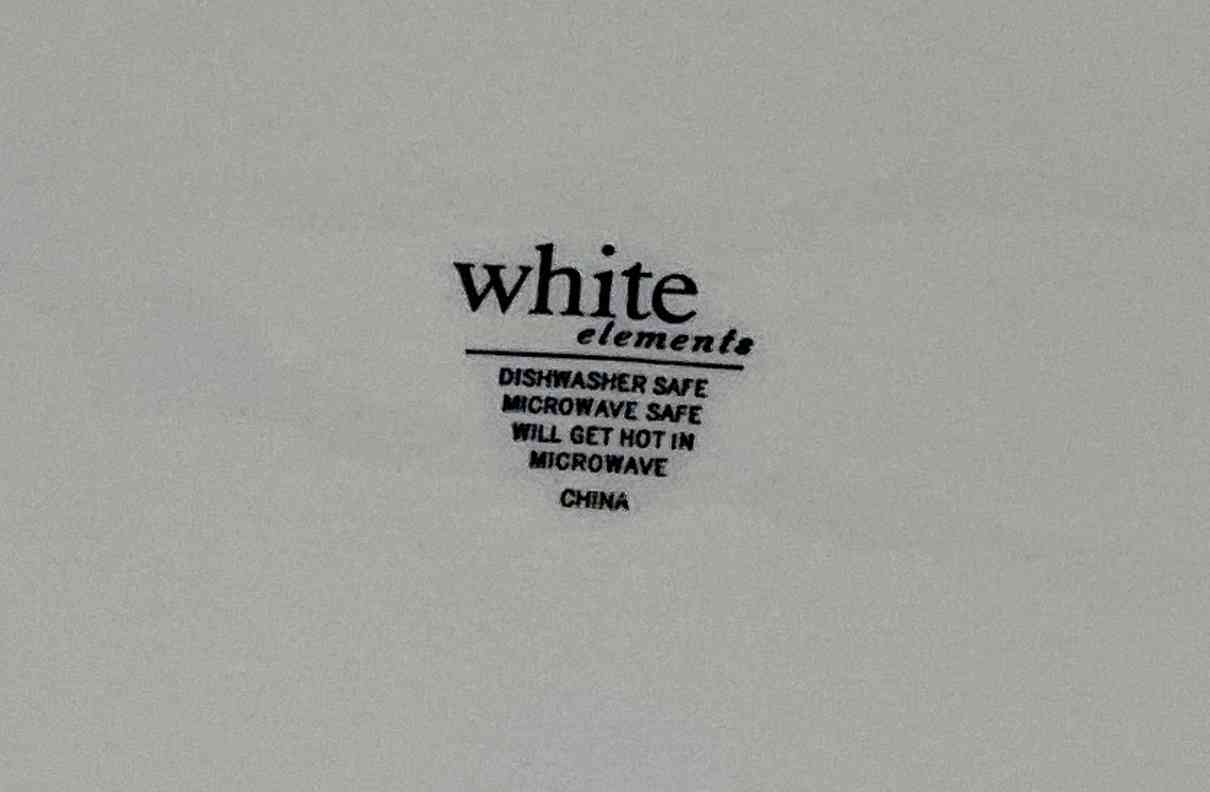 white
elements
DISHWASHER SAFE
MICROWAVE SAFE
WILL GET HOT IN
MICROWAVE
CHINA